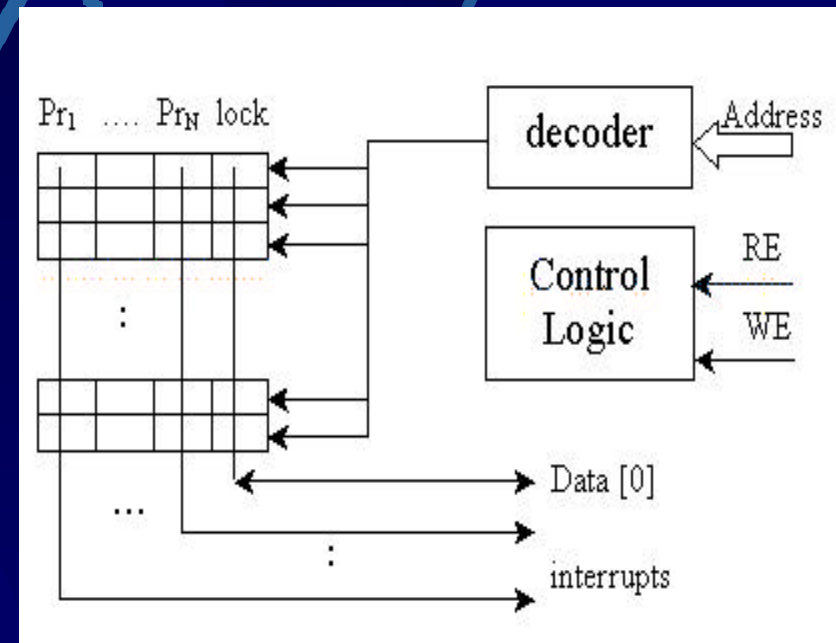 Pr1 .... PrN lock
decoder
Address
Control
Logic
RE
WE
:
Data [0]
...
:
interrupts